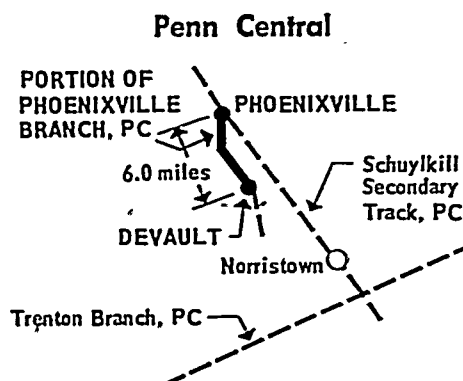 Penn Central
PORTION OF
PHOENIXVILLE
BRANCH, PC
PHOENIXVILLE
6.0 miles
Schuylkill
Secondary
Track, PC
DEVAULT
Norristown
Trenton Branch, PC